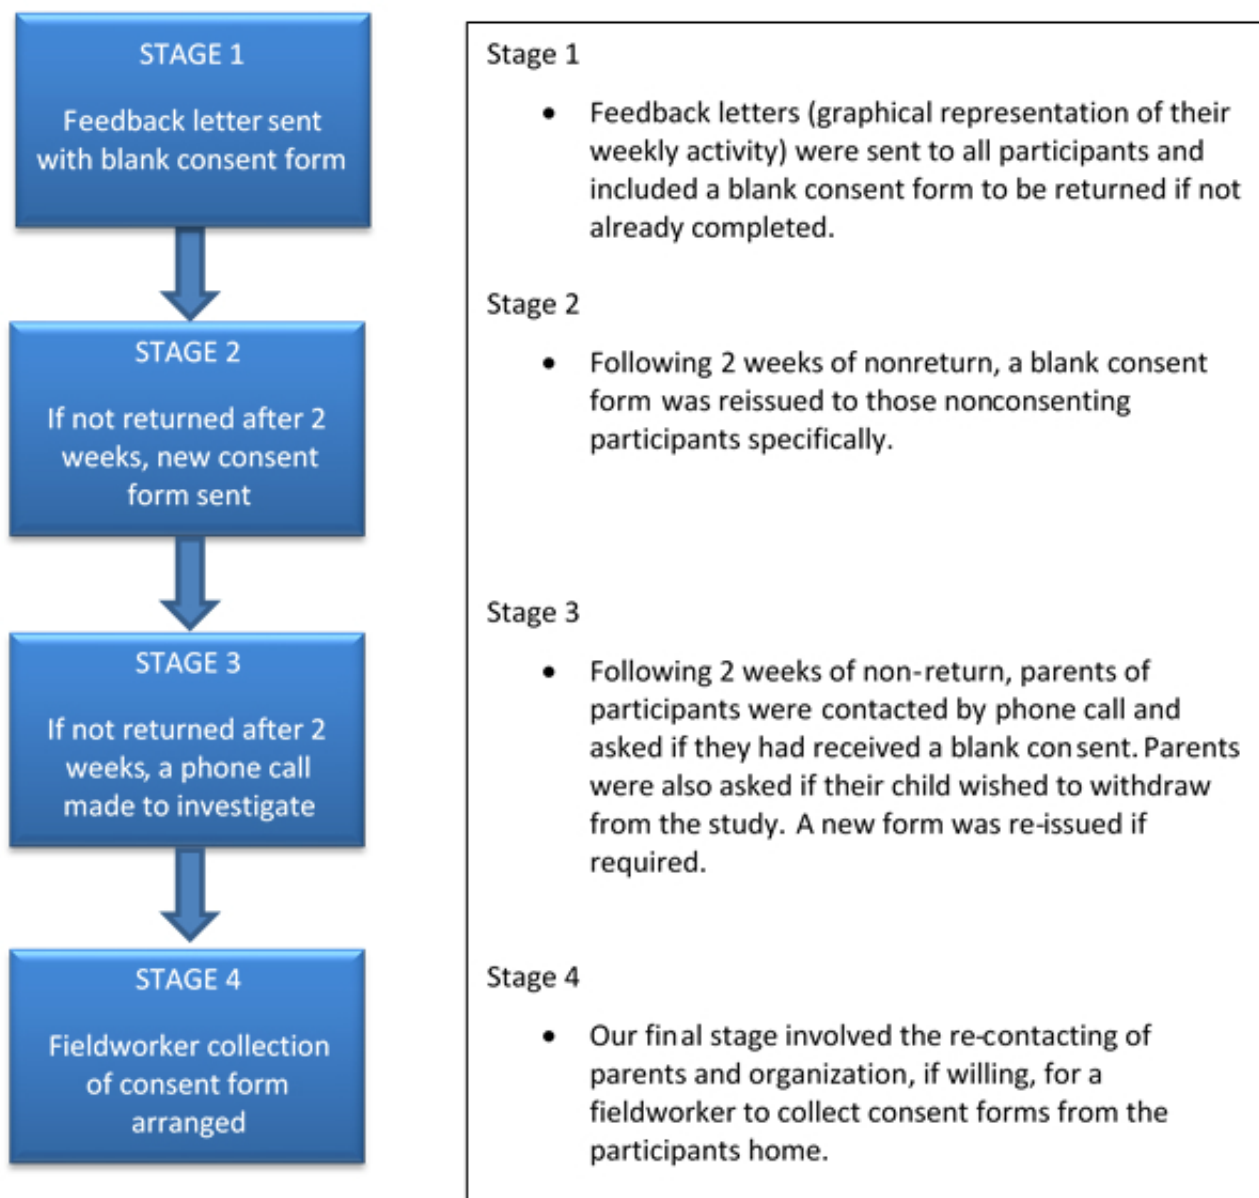 STAGE 1
Feedback letter sent
with blank consent form
STAGE 2
If not returned after 2
weeks, new consent
form sent
STAGE 3
If not returned after 2
weeks, a phone call
made to investigate
STAGE 4
Fieldworker collection
of consent form
arranged
Stage 1
• Feedback letters (graphical representation of their
weekly activity) were sent to all participants and
included a blank consent form to be returned if not
already completed.
Stage 2
• Following 2 weeks of nonreturn, a blank consent
form was reissued to those nonconsenting
participants specifically.
Stage 3
• Following 2 weeks of non-return, parents of
participants were contacted by phone call and
asked if they had received a blank consent. Parents
were also asked if their child wished to withdraw
from the study. A new form was re-issued if
required.
Stage 4
• Our final stage involved the re-contacting of
parents and organization, if willing, for a
fieldworker to collect consent forms from the
participants home.